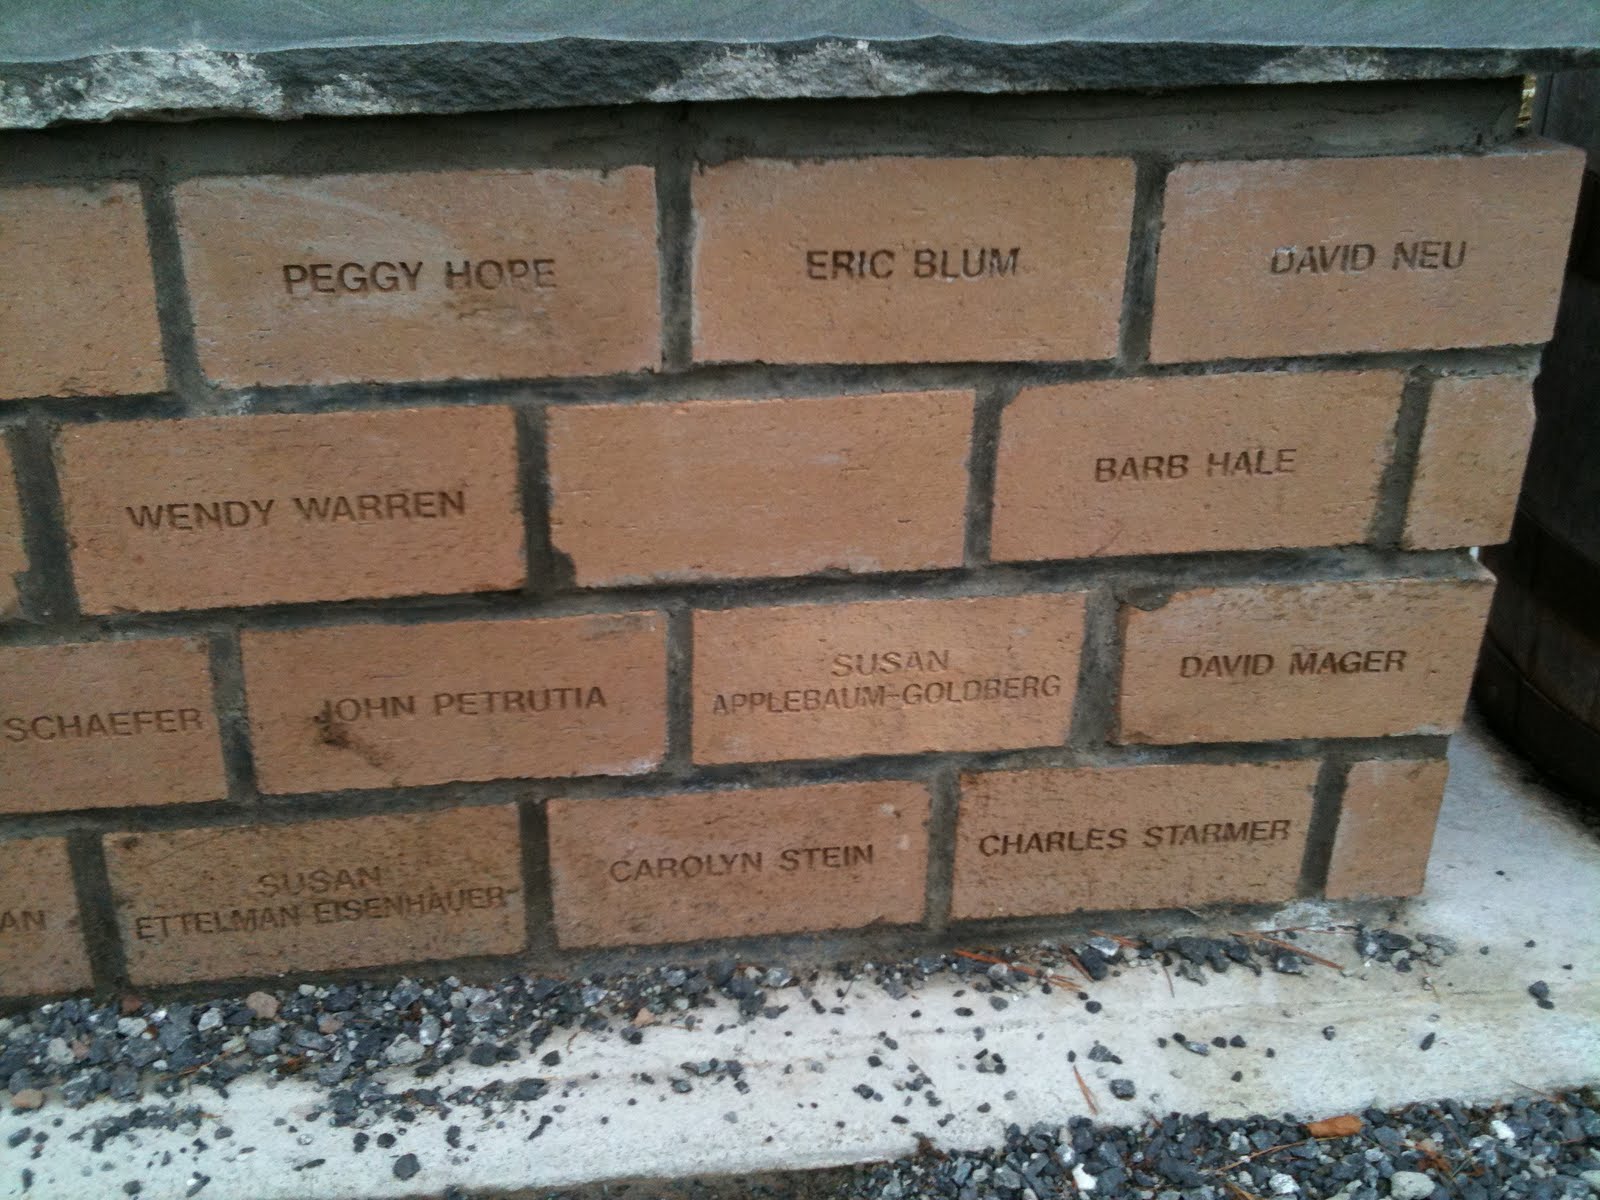 PEGGY HOPE
ERIC BLUM
DAVID NEU
WENDY WARREN
BARB HALE
SCHAEFER
JOHN PETRUTIA
SUSAN
APPLEBAUM-GOLDBERG
DAVID MAGER
AN
SUSAN
ETTELMAN-EISENHAUER
CAROLYN STEIN
CHARLES STARMER